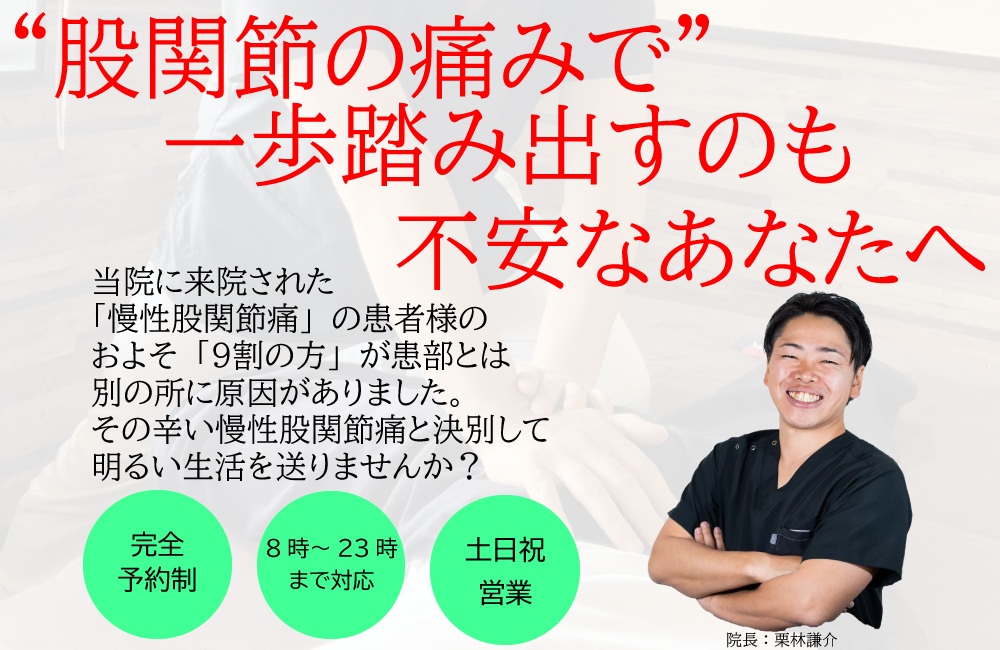 “股関節の痛みで”
一歩踏み出すのも
不安なあなたへ
当院に来院された
「慢性股関節痛」の患者様の
およそ「9割の方」が患部とは
別の所に原因がありました。
その辛い慢性股関節痛と決別して
明るい生活を送りませんか？
完全
予約制
8時～23時
まで対応
土日祝
営業
院長：栗林謙介